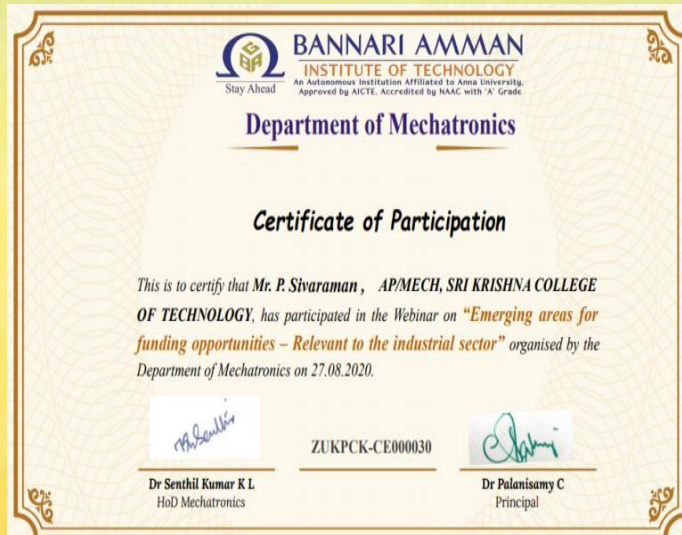 BANNARI AMMAN
INSTITUTE OF TECHNOLOGY
An Autonomous Institution Affiliated to Anna University,
Approved by AICTE, Accredited by NAAC with 'A' Grade
Stay Ahead
Department of Mechatronics
Certificate of Participation
This is to certify that Mr. P. Sivaraman , AP/MECH, SRI KRISHNA COLLEGE
OF TECHNOLOGY, has participated in the Webinar on “Emerging areas for
funding opportunities – Relevant to the industrial sector” organised by the
Department of Mechatronics on 27.08.2020.
ZUKPCK-CE000030
Dr Senthil Kumar K L
HoD Mechatronics
Dr Palanisamy C
Principal